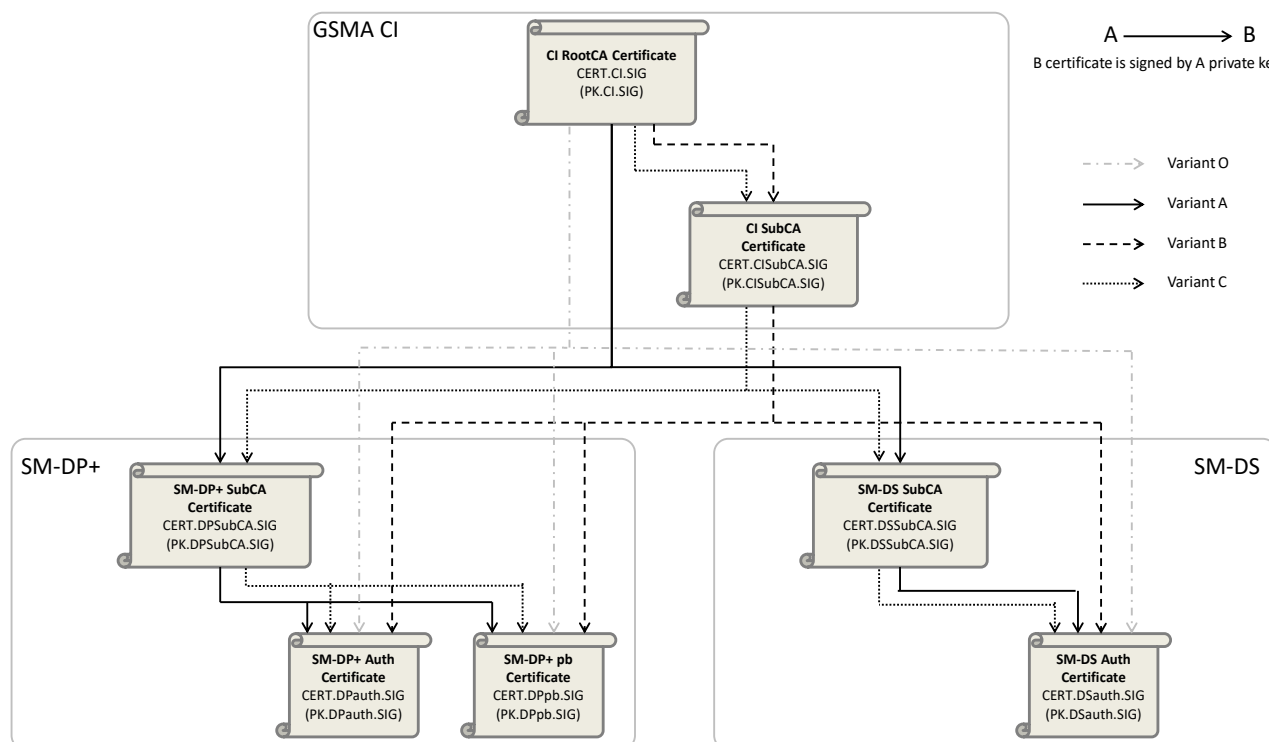 GSMA CI
CI RootCA Certificate
CERT.CI.SIG
(PK.CI.SIG)
A
B
B certificate is signed by A private
Variant O
Variant A
Variant B
Variant C
CI SubCA
Certificate
CERT.CISubCA.SIG
(PK.CISubCA.SIG)
SM-DP+
SM-DP+ SubCA
Certificate
CERT.DPSubCA.SIG
(PK.DPSubCA.SIG)
SM-DP+ Auth
Certificate
CERT.DPauth.SIG
(PK.DPauth.SIG)
SM-DP+ pb
Certificate
CERT.DPpb.SIG
(PK.DPpb.SIG)
SM-DS
SM-DS SubCA
Certificate
CERT.DSSubCA.SIG
(PK.DSSubCA.SIG)
SM-DS Auth
Certificate
CERT.DSauth.SIG
(PK.DSauth.SIG)